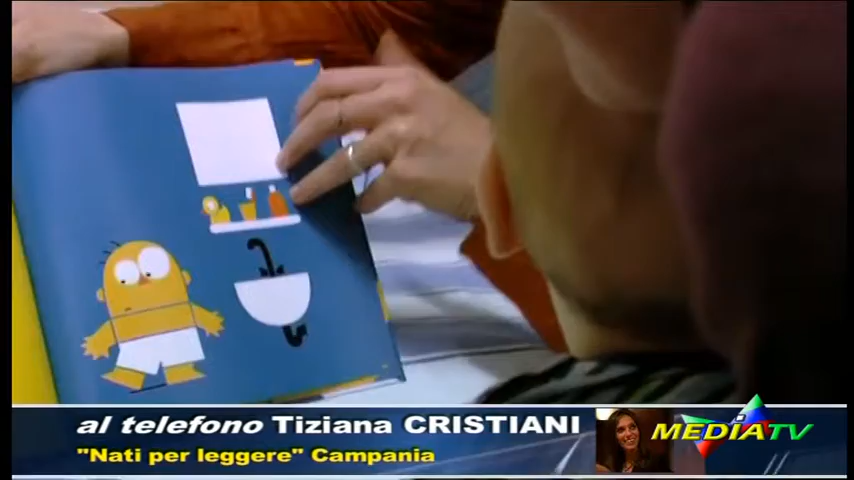 al telefono Tiziana CRISTIANI
"Nati per leggere" Campania
MEDIATV